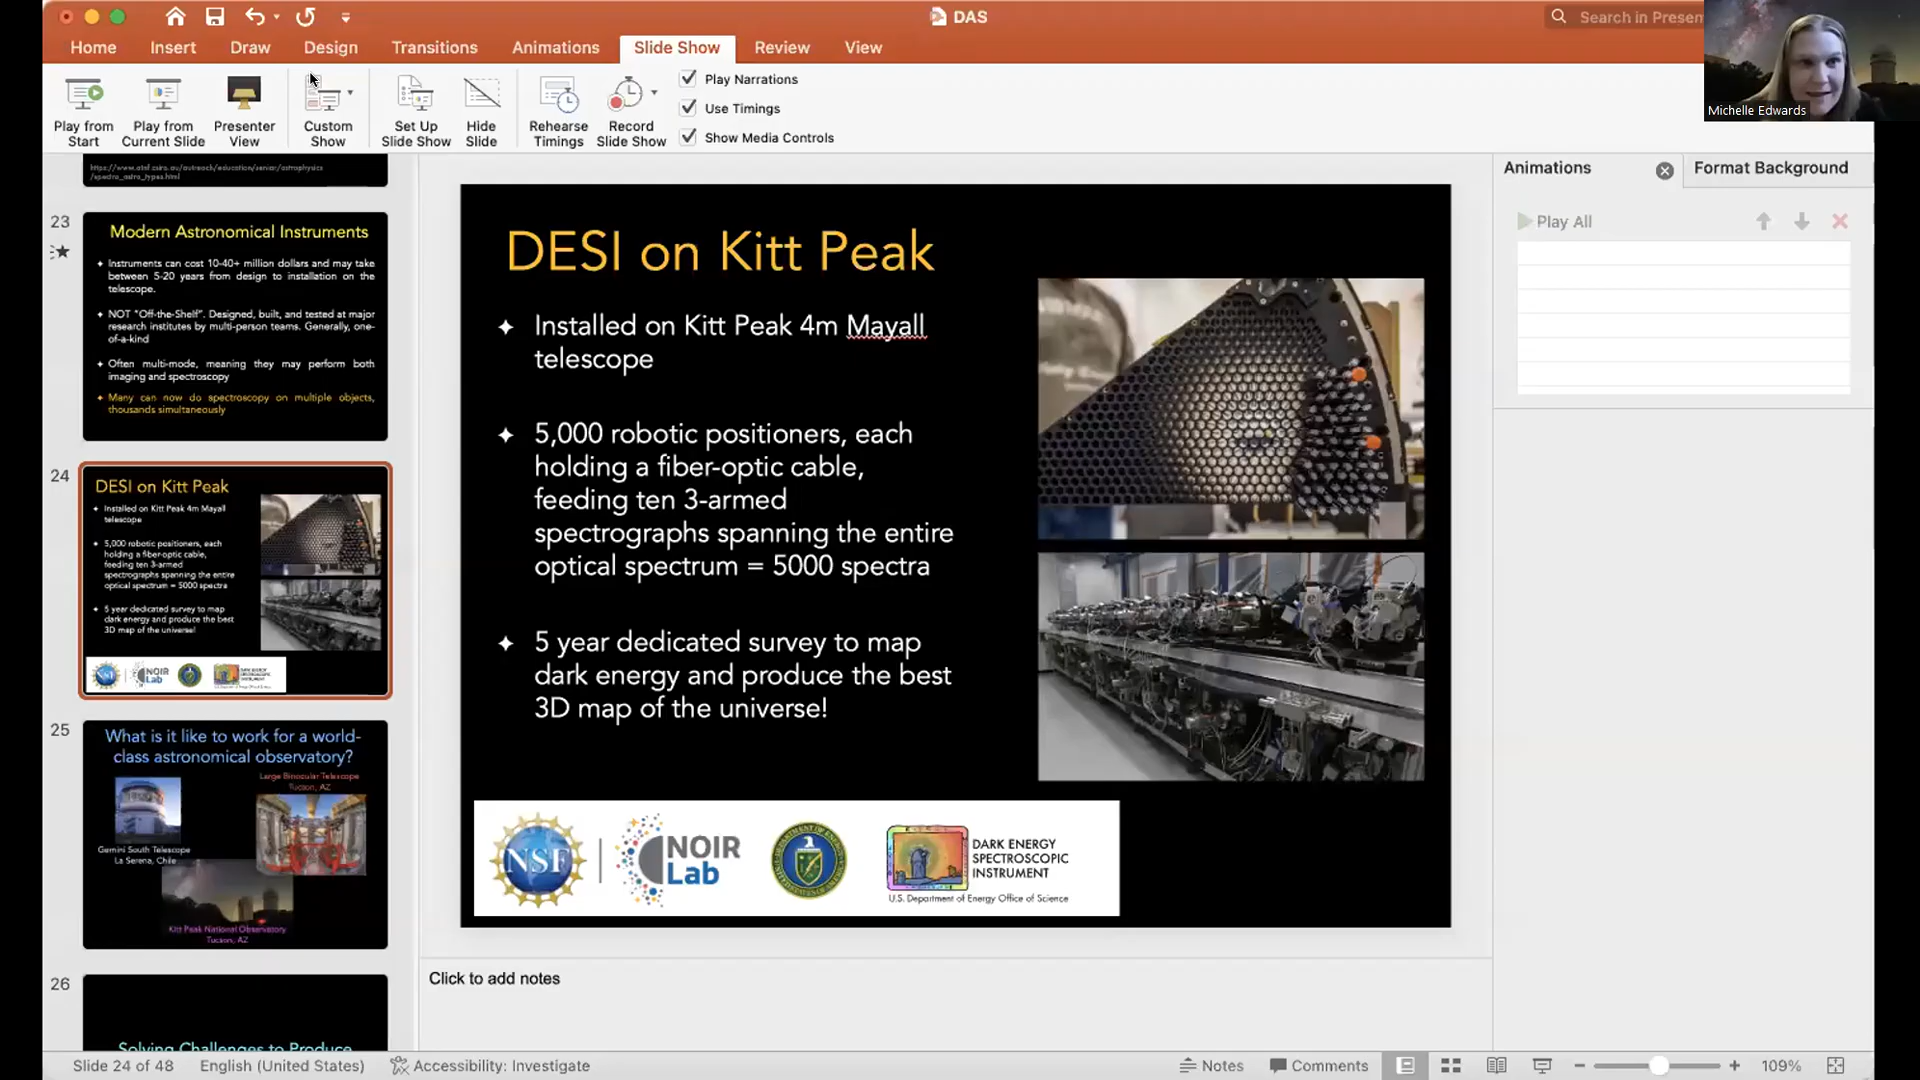 DAS
Search in Presen
Home Insert Draw Design Transitions Animations Slide Show Review View
Play from
Start
Play from
Current Slide
Presenter
View
Custom
Show
Set Up
Slide Show
Hide
Slide
Rehearse
Timings
Record
Slide Show
Play Narrations
Use Timings
Show Media Controls
Michelle Edwards
https://www.atnf.csiro.au/outreach/education/senior/astrophysics
/spectro_astro_types.html
23
Modern Astronomical Instruments
Instruments can cost 10-40+ million dollars and may take
between 5-20 years from design to installation on the
telescope.
NOT "Off-the-Shelf". Designed, built, and tested at major
research institutes by multi-person teams. Generally, one-
of-a-kind
Often multi-mode, meaning they may perform both
imaging and spectroscopy
Many can now do spectroscopy on multiple objects,
thousands simultaneously
24
DESI on Kitt Peak
Installed on Kitt Peak 4m Mayall
telescope
5,000 robotic positioners, each
holding a fiber-optic cable,
feeding ten 3-armed
spectrographs spanning the entire
optical spectrum = 5000 spectra
5 year dedicated survey to map
dark energy and produce the best
3D map of the universe!
NOIR
Lab
25
What is it like to work for a world-
class astronomical observatory?
Large Binocular Telescope
Tucson, AZ
Gemini South Telescope
La Serena, Chile
Kitt Peak National Observatory
Tucson, AZ
26
Solving Challenges to Produce
DESI on Kitt Peak
Installed on Kitt Peak 4m Mayall
telescope
5,000 robotic positioners, each
holding a fiber-optic cable,
feeding ten 3-armed
spectrographs spanning the entire
optical spectrum = 5000 spectra
5 year dedicated survey to map
dark energy and produce the best
3D map of the universe!
NSF
NOIR
Lab
DARK ENERGY
SPECTROSCOPIC
INSTRUMENT
U.S. Department of Energy Office of Science
Click to add notes
Animations
Format Background
Play All
Slide 24 of 48 English (United States) Accessibility: Investigate Notes Comments 109%